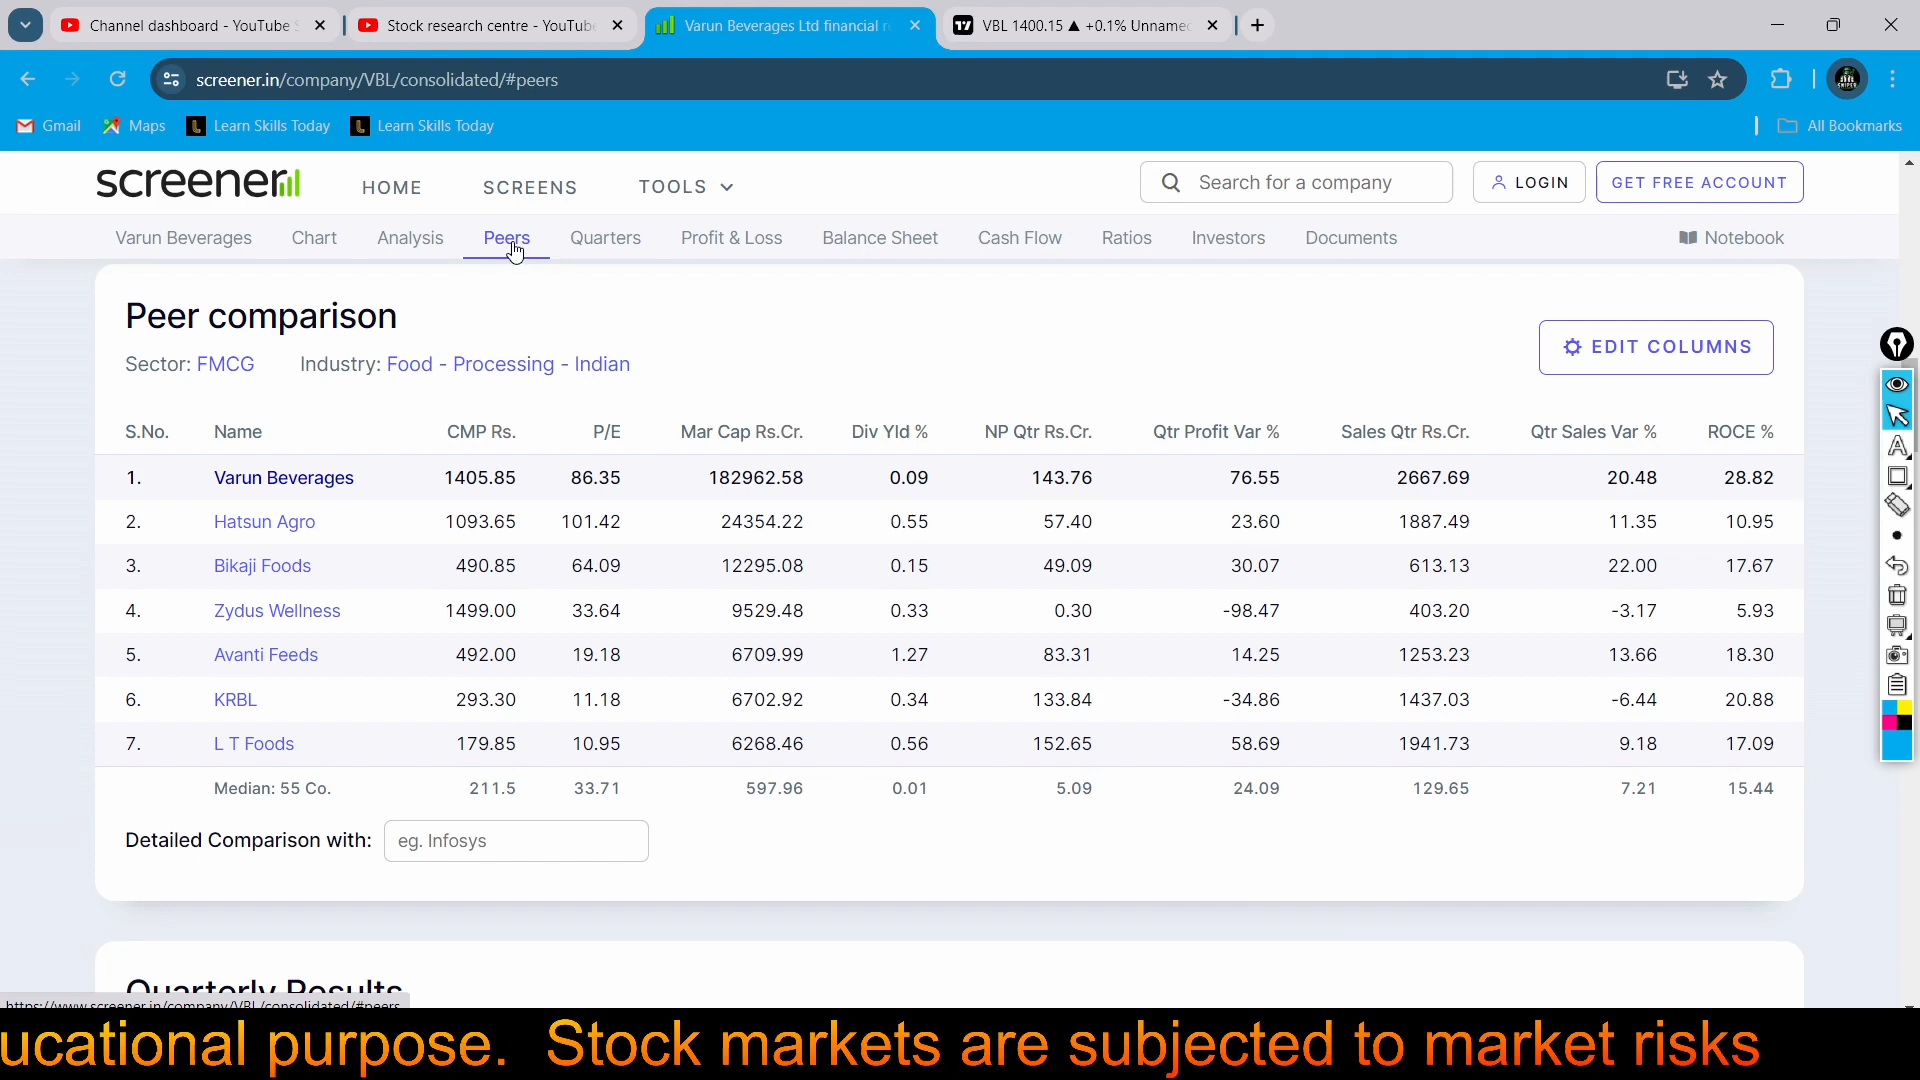 Channel dashboard - YouTube S
Stock research centre - YouTube
Varun Beverages Ltd financial r
VBL 1400.15 ▲ +0.1% Unnamed
screener.in/company/VBL/consolidated/#peers
Gmail
Maps
Learn Skills Today
Learn Skills Today
All Bookmarks
screener
HOME
SCREENS
TOOLS
Search for a company
LOGIN
GET FREE ACCOUNT
Varun Beverages
Chart
Analysis
Peers
Quarters
Profit & Loss
Balance Sheet
Cash Flow
Ratios
Investors
Documents
Notebook
Peer comparison
Sector: FMCG Industry: Food - Processing - Indian
EDIT COLUMNS
S.No. Name CMP Rs. P/E Mar Cap Rs.Cr. Div Yld % NP Qtr Rs.Cr. Qtr Profit Var % Sales Qtr Rs.Cr. Qtr Sales Var % ROCE %
1. Varun Beverages 1405.85 86.35 182962.58 0.09 143.76 76.55 2667.69 20.48 28.82
2. Hatsun Agro 1093.65 101.42 24354.22 0.55 57.40 23.60 1887.49 11.35 10.95
3. Bikaji Foods 490.85 64.09 12295.08 0.15 49.09 30.07 613.13 22.00 17.67
4. Zydus Wellness 1499.00 33.64 9529.48 0.33 0.30 -98.47 403.20 -3.17 5.93
5. Avanti Feeds 492.00 19.18 6709.99 1.27 83.31 14.25 1253.23 13.66 18.30
6. KRBL 293.30 11.18 6702.92 0.34 133.84 -34.86 1437.03 -6.44 20.88
7. L T Foods 179.85 10.95 6268.46 0.56 152.65 58.69 1941.73 9.18 17.09
Median: 55 Co. 211.5 33.71 597.96 0.01 5.09 24.09 129.65 7.21 15.44
Detailed Comparison with: eg. Infosys
Quarterly Results
https://www.screener.in/company/VBL/consolidated/#peers
ucational purpose. Stock markets are subjected to market risks